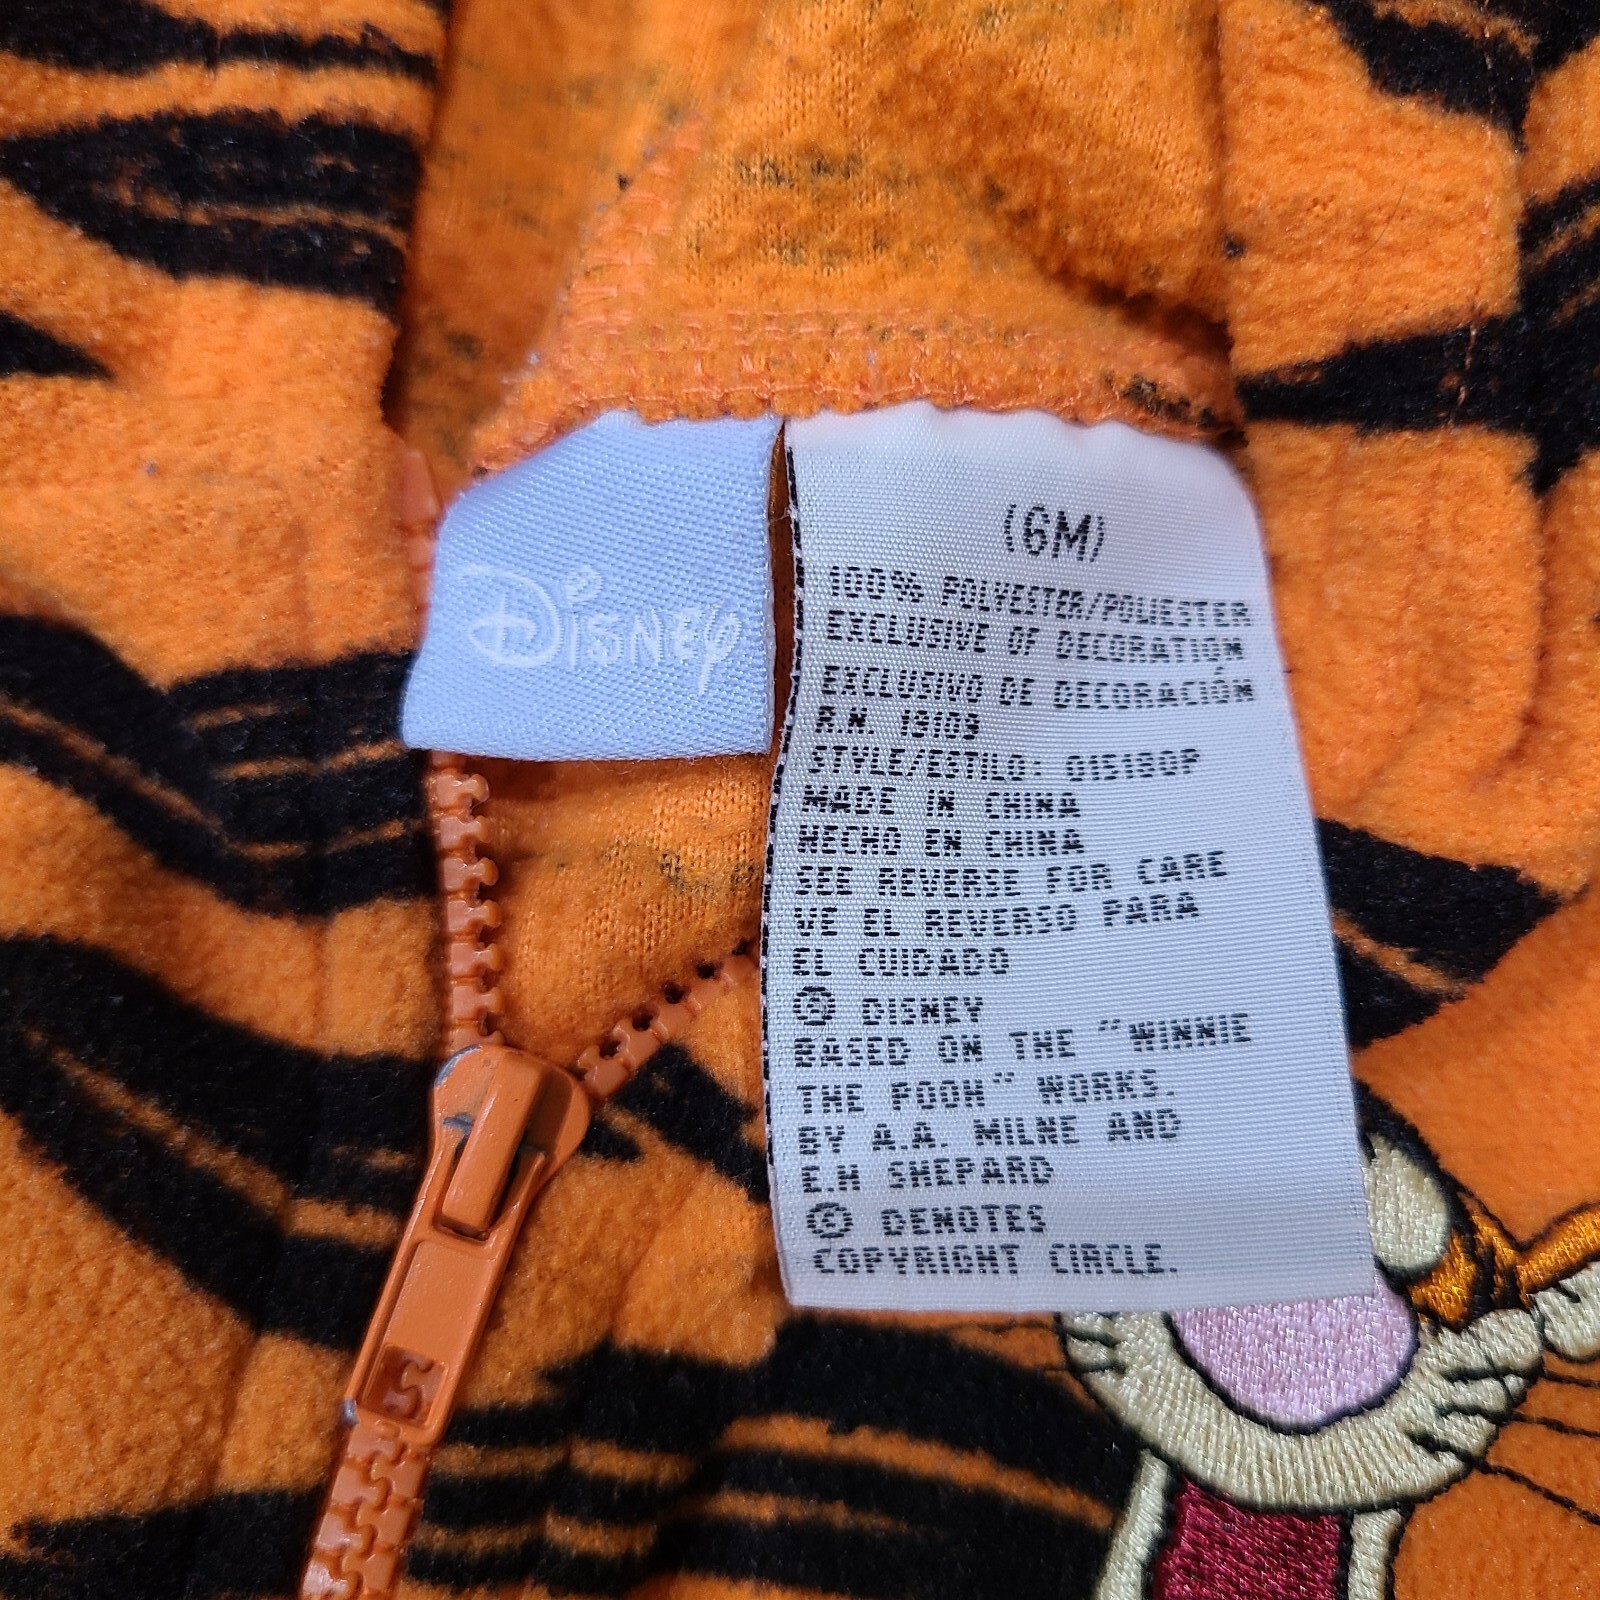 Disney
(6M)
100% POLYESTER/POLIESTER
EXCLUSIVE OF DECORATION
EXCLUSIVO DE DECORACIÓN
R.N. 19109
STYLE/ESTILO: 015180P
MADE IN CHINA
HECHO EN CHINA
SEE REVERSE FOR CARE
VE EL REVERSO PARA
EL CUIDADO
© DISNEY
BASED ON THE "WINNIE
THE POOH" WORKS.
BY A.A. MILNE AND
E.H SHEPARD
© DENOTES
COPYRIGHT CIRCLE.